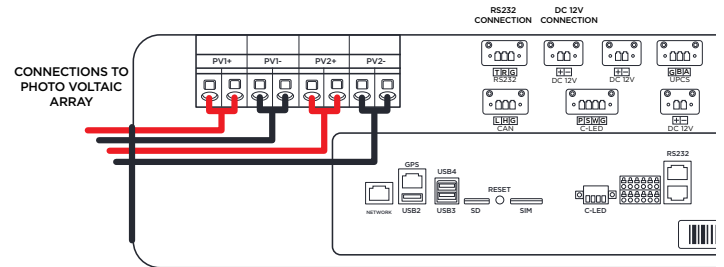 RS232
CONNECTION
DC 12V
CONNECTION
CONNECTIONS TO
PHOTO VOLTAIC
ARRAY
PV1+ PV1- PV2+ PV2-
T R G
RS232
+ −
DC 12V
+ −
DC 12V
G B A
UPCS
L H G
CAN
P S W G
C-LED
+ −
DC 12V
GPS
USB4
RS232
RESET
NETWORK
USB2
USB3
SD
SIM
C-LED